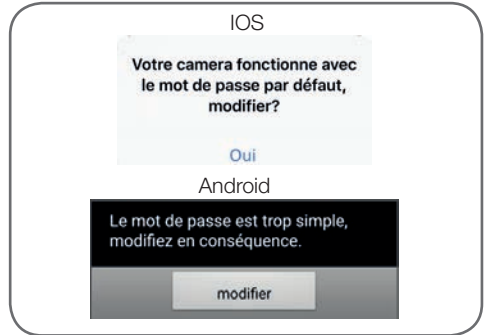 IOS
Votre camera fonctionne avec
le mot de passe par défaut,
modifier?
Oui
Android
Le mot de passe est trop simple,
modifiez en conséquence.
modifier